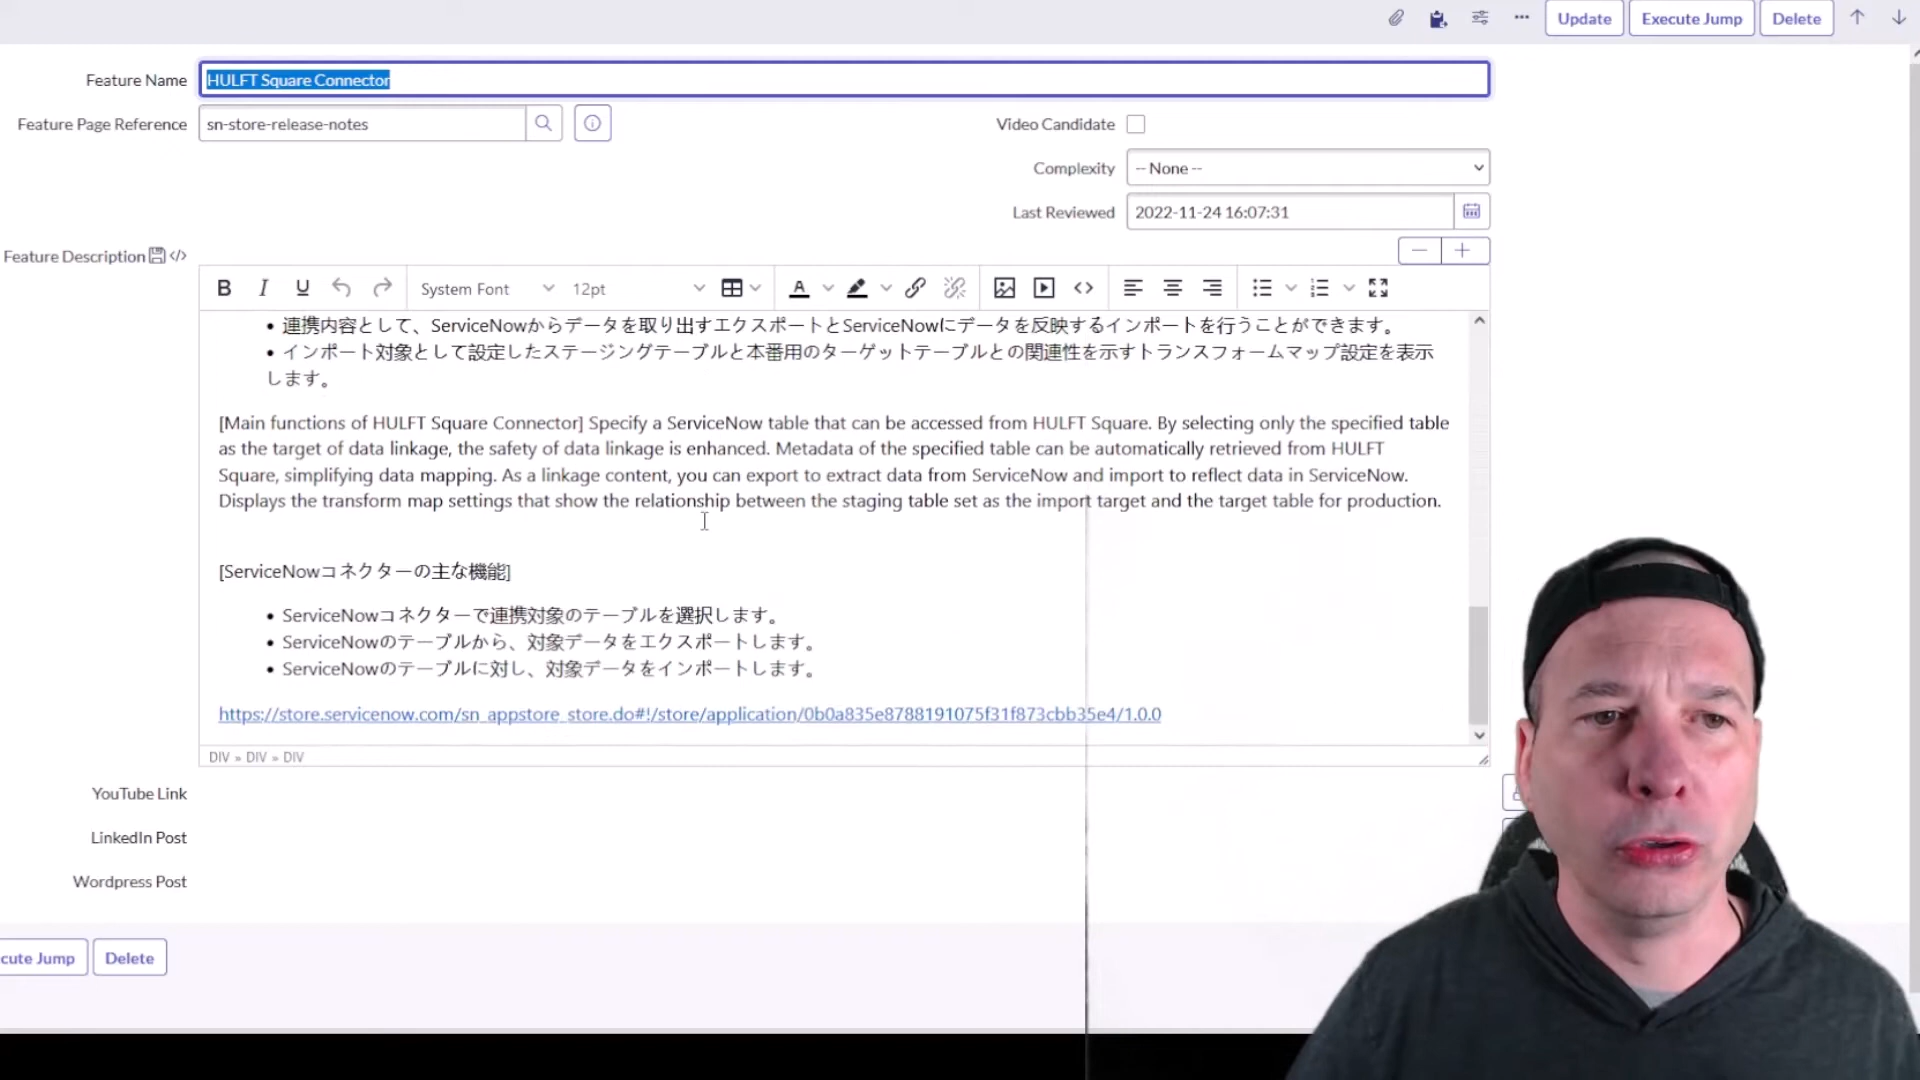 Update
Execute Jump
Delete
Feature Name
HULFT Square Connector
Feature Page Reference
sn-store-release-notes
Video Candidate
Complexity
-- None --
Last Reviewed
2022-11-24 16:07:31
Feature Description
B I U
System Font
12pt
A
• 連携内容として、ServiceNowからデータを取り出すエクスポートとServiceNowにデータを反映するインポートを行うことができます。
• インポート対象として設定したステージングテーブルと本番用のターゲットテーブルとの関連性を示すトランスフォームマップ設定を表示
します。
[Main functions of HULFT Square Connector] Specify a ServiceNow table that can be accessed from HULFT Square. By selecting only the specified table
as the target of data linkage, the safety of data linkage is enhanced. Metadata of the specified table can be automatically retrieved from HULFT
Square, simplifying data mapping. As a linkage content, you can export to extract data from ServiceNow and import to reflect data in ServiceNow.
Displays the transform map settings that show the relationship between the staging table set as the import target and the target table for production.
[ServiceNowコネクターの主な機能]
• ServiceNowコネクターで連携対象のテーブルを選択します。
• ServiceNowのテーブルから、対象データをエクスポートします。
• ServiceNowのテーブルに対し、対象データをインポートします。
https://store.servicenow.com/sn_appstore_store.do#!/store/application/0b0a835e8788191075f31f873cbb35e4/1.0.0
DIV » DIV » DIV
YouTube Link
LinkedIn Post
Wordpress Post
cute Jump
Delete